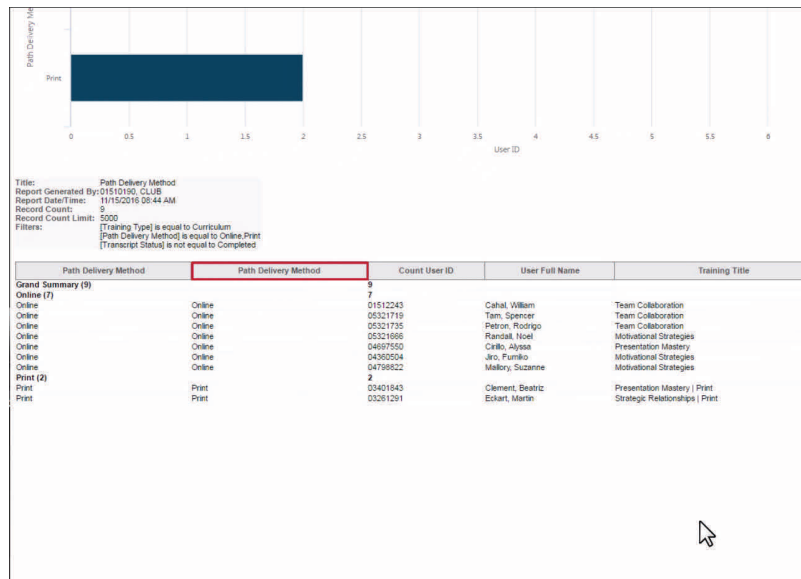 Path Delivery Me
Print
0 0.5 1 1.5 2 2.5 3 3.5 4 4.5 5 5.5 6
User ID
Title: Path Delivery Method
Report Generated By: 01510190, CLUB
Report Date/Time: 11/15/2016 08:44 AM
Record Count: 9
Record Count Limit: 5000
Filters: [Training Type] is equal to Curriculum
[Path Delivery Method] is equal to Online,Print
[Transcript Status] is not equal to Completed
Path Delivery Method Path Delivery Method Count User ID User Full Name Training Title
Grand Summary (9) 9
Online (7) 7
Online Online 01512243 Cahal, William Team Collaboration
Online Online 05321719 Tam, Spencer Team Collaboration
Online Online 05321735 Petron, Rodrigo Team Collaboration
Online Online 05321666 Randall, Noel Motivational Strategies
Online Online 04697550 Cirillo, Alyssa Presentation Mastery
Online Online 04360504 Jiro, Fumiko Motivational Strategies
Online Online 04798822 Mallory, Suzanne Motivational Strategies
Print (2) 2
Print Print 03401843 Clement, Beatriz Presentation Mastery | Print
Print Print 03261291 Eckart, Martin Strategic Relationships | Print